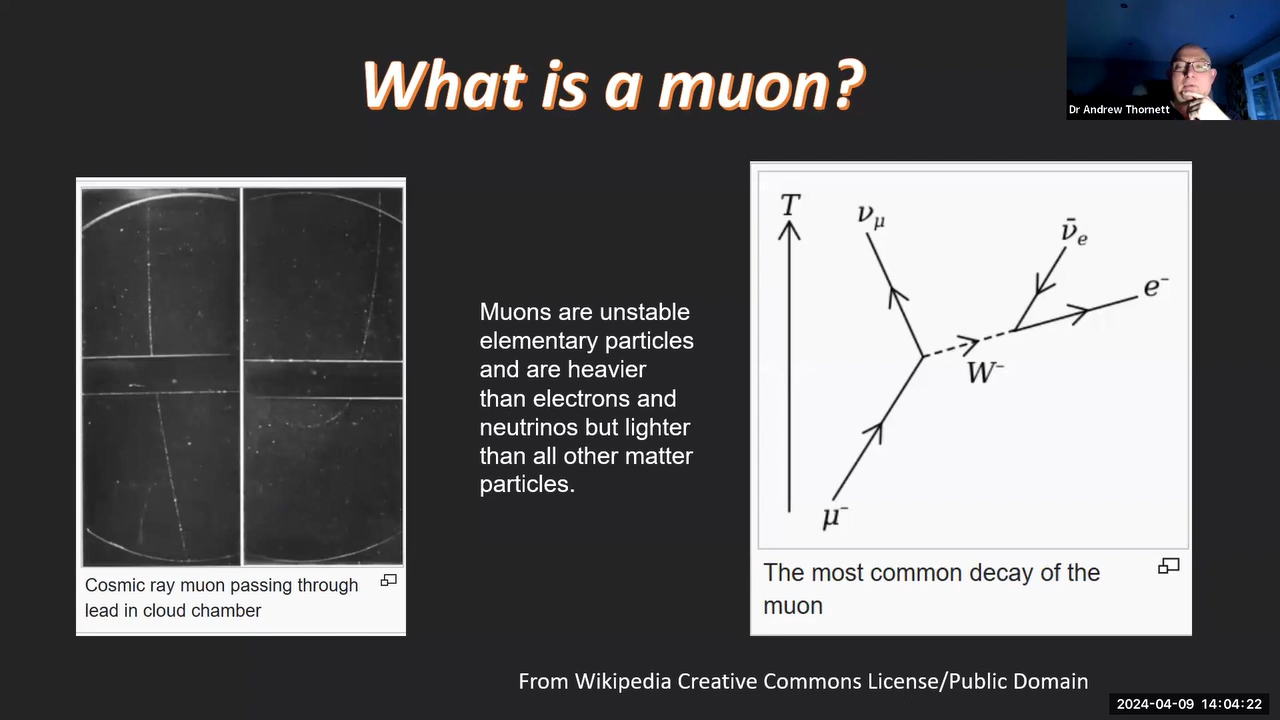 What is a muon?
Dr Andrew Thornett
T
νμ
ν̄e
e⁻
W⁻
μ⁻
Muons are unstable
elementary particles
and are heavier
than electrons and
neutrinos but lighter
than all other matter
particles.
Cosmic ray muon passing through
lead in cloud chamber
The most common decay of the
muon
From Wikipedia Creative Commons License/Public Domain
2024-04-09 14:04:22